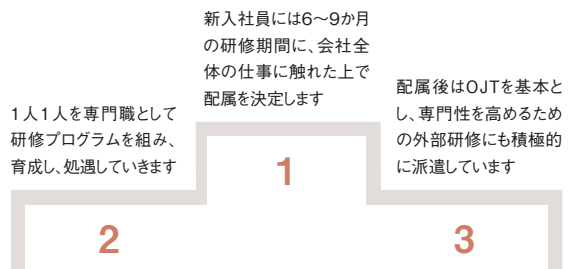 新入社員には6〜9か月
の研修期間に、会社全
体の仕事に触れた上で
配属を決定します
1
1人1人を専門職として
研修プログラムを組み、
育成し、処遇していきます
2
配属後はOJTを基本と
し、専門性を高めるため
の外部研修にも積極的
に派遣しています
3